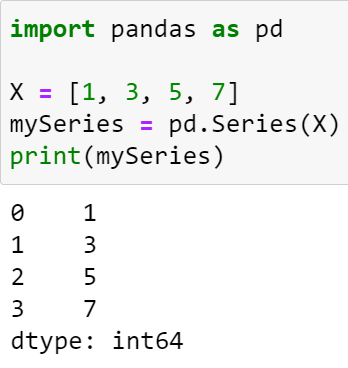 import pandas as pd

X = [1, 3, 5, 7]
mySeries = pd.Series(X)
print(mySeries)
0    1
1    3
2    5
3    7
dtype: int64